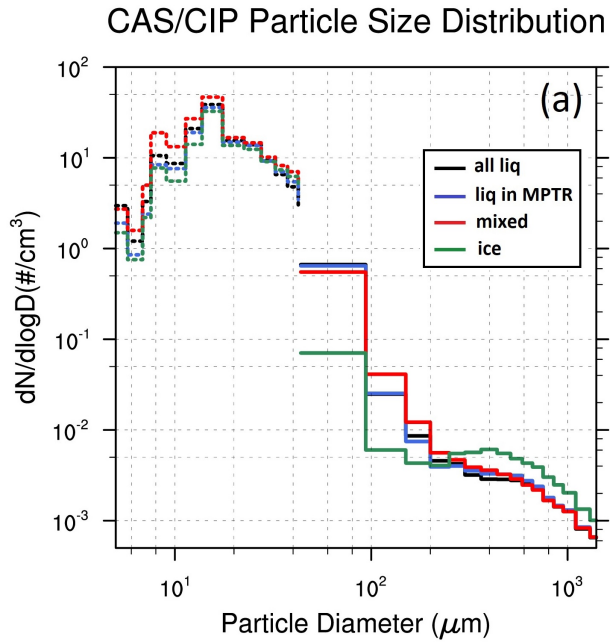 CAS/CIP Particle Size Distribution
(a)
dN/dlogD(#/cm³)
10²
10¹
10⁰
10⁻¹
10⁻²
10⁻³
all liq
liq in MPTR
mixed
ice
10¹ 10² 10³
Particle Diameter (μm)